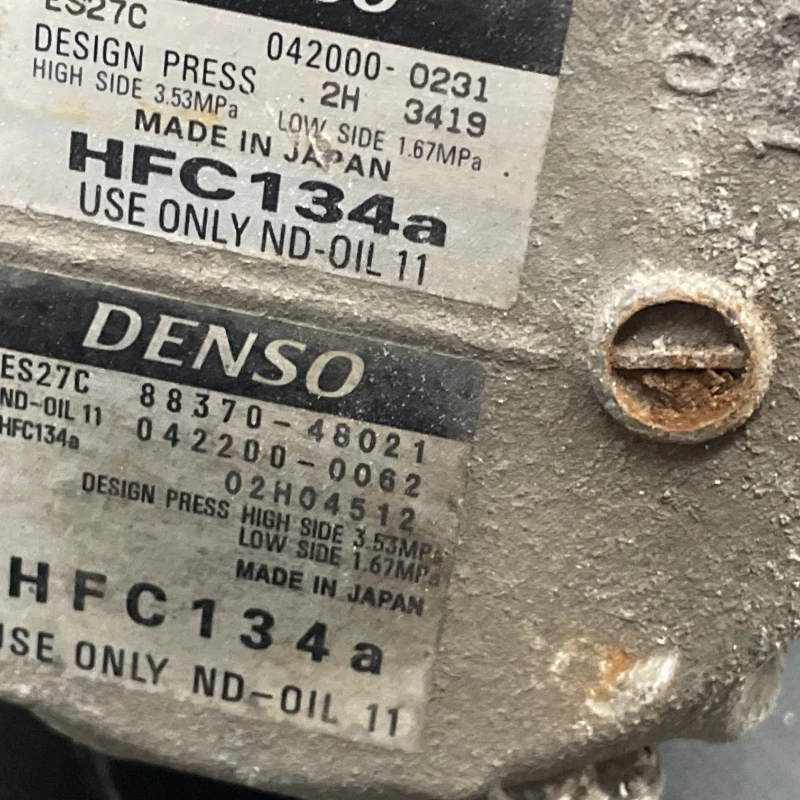 ES27C
042000-0231
DESIGN PRESS . 2H 3419
HIGH SIDE 3.53MPa LOW SIDE 1.67MPa
MADE IN JAPAN
HFC134a
USE ONLY ND-OIL 11
DENSO
ES27C 88370-48021
ND-OIL 11 042200-0062
HFC134a 02H04512
DESIGN PRESS HIGH SIDE 3.53MPa
LOW SIDE 1.67MPa
MADE IN JAPAN
HFC134a
USE ONLY ND-OIL 11